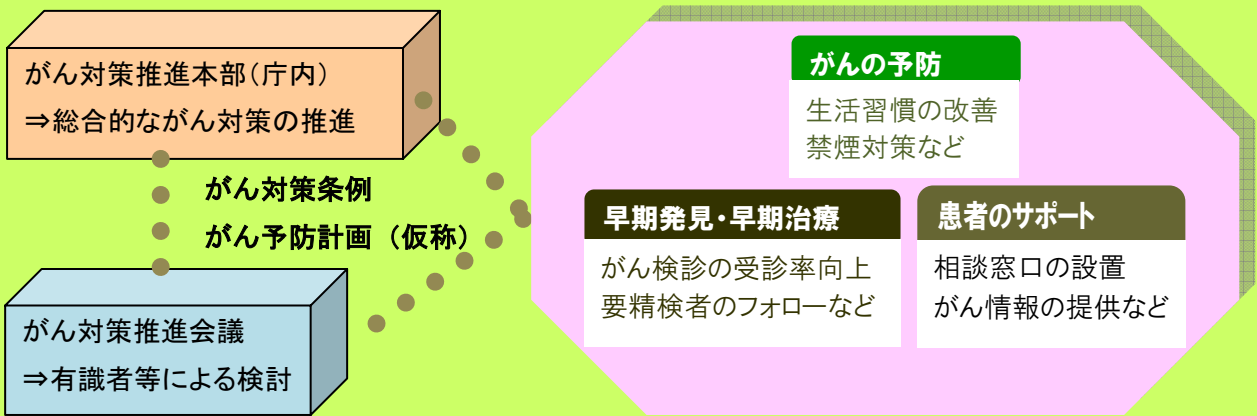 がん対策推進本部（庁内）
⇒総合的ながん対策の推進
がん対策条例
がん予防計画（仮称）
がん対策推進会議
⇒有識者等による検討
がんの予防
生活習慣の改善
禁煙対策など
早期発見・早期治療
がん検診の受診率向上
要精検者のフォローなど
患者のサポート
相談窓口の設置
がん情報の提供など